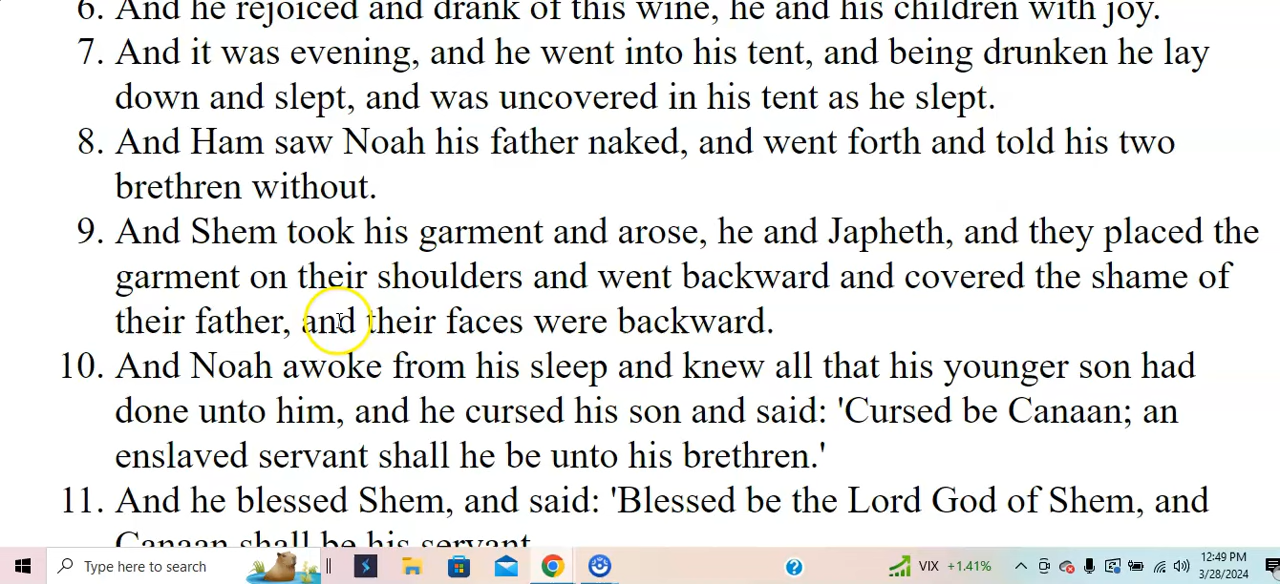 6. And he rejoiced and drank of this wine, he and his children with joy.
7. And it was evening, and he went into his tent, and being drunken he lay
down and slept, and was uncovered in his tent as he slept.
8. And Ham saw Noah his father naked, and went forth and told his two
brethren without.
9. And Shem took his garment and arose, he and Japheth, and they placed the
garment on their shoulders and went backward and covered the shame of
their father, and their faces were backward.
10. And Noah awoke from his sleep and knew all that his younger son had
done unto him, and he cursed his son and said: 'Cursed be Canaan; an
enslaved servant shall he be unto his brethren.'
11. And he blessed Shem, and said: 'Blessed be the Lord God of Shem, and
Canaan shall be his servant
Type here to search
VIX +1.41%
12:49 PM
3/28/2024